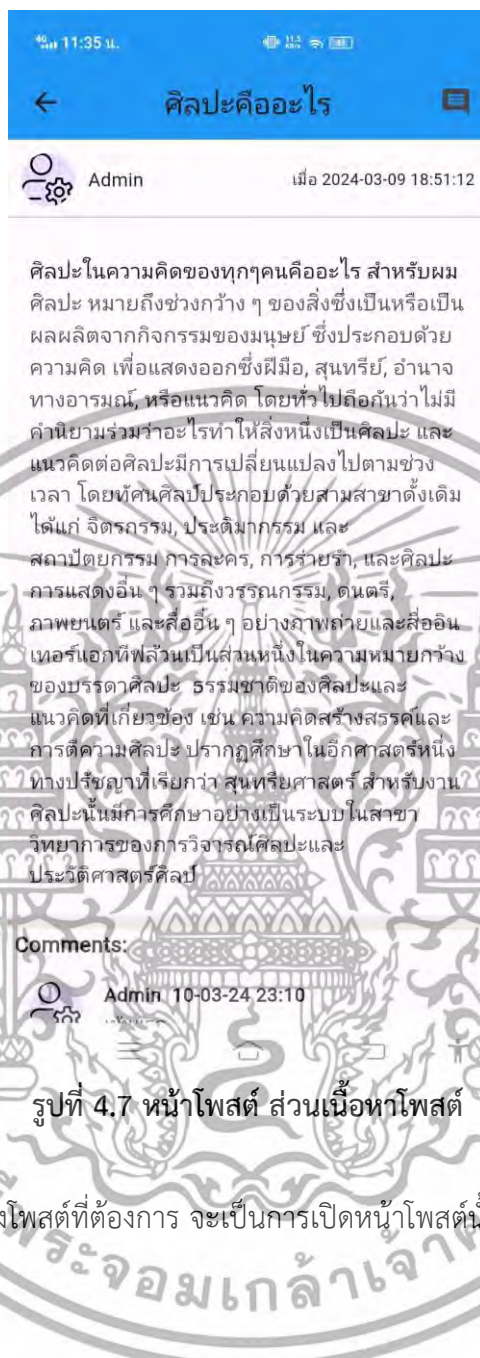 4G 11:35 น. 11.5 KB/s
ศิลปะคืออะไร
Admin เมื่อ 2024-03-09 18:51:12
ศิลปะในความคิดของทุกๆคนคืออะไร สำหรับผม
ศิลปะ หมายถึงช่วงกว้าง ๆ ของสิ่งซึ่งเป็นหรือเป็น
ผลผลิตจากกิจกรรมของมนุษย์ ซึ่งประกอบด้วย
ความคิด เพื่อแสดงออกซึ่งฝีมือ, สุนทรีย์, อำนาจ
ทางอารมณ์, หรือแนวคิด โดยทั่วไปถือกันว่าไม่มี
คำนิยามร่วมว่าอะไรทำให้สิ่งหนึ่งเป็นศิลปะ และ
แนวคิดต่อศิลปะมีการเปลี่ยนแปลงไปตามช่วง
เวลา โดยทัศนศิลป์ประกอบด้วยสามสาขาดั้งเดิม
ได้แก่ จิตรกรรม, ประติมากรรม และ
สถาปัตยกรรม การละคร, การร่ายรำ, และศิลปะ
การแสดงอื่น ๆ รวมถึงวรรณกรรม, ดนตรี,
ภาพยนตร์ และสื่ออื่น ๆ อย่างภาพถ่ายและสื่ออิน
เทอร์แอกทีฟล้วนเป็นส่วนหนึ่งในความหมายกว้าง
ของบรรดาศิลปะ ธรรมชาติของศิลปะและ
แนวคิดที่เกี่ยวข้อง เช่น ความคิดสร้างสรรค์และ
การตีความศิลปะ ปรากฏศึกษาในอีกศาสตร์หนึ่ง
ทางปรัชญาที่เรียกว่า สุนทรียศาสตร์ สำหรับงาน
ศิลปะนั้นมีการศึกษาอย่างเป็นระบบในสาขา
วิทยาการของการวิจารณ์ศิลปะและ
ประวัติศาสตร์ศิลป์
Comments:
Admin 10-03-24 23:10
รูปที่ 4.7 หน้าโพสต์ ส่วนเนื้อหาโพสต์
โพสต์ที่ต้องการ จะเป็นการเปิดหน้าโพสต์
พระจอมเกล้าเจ้า